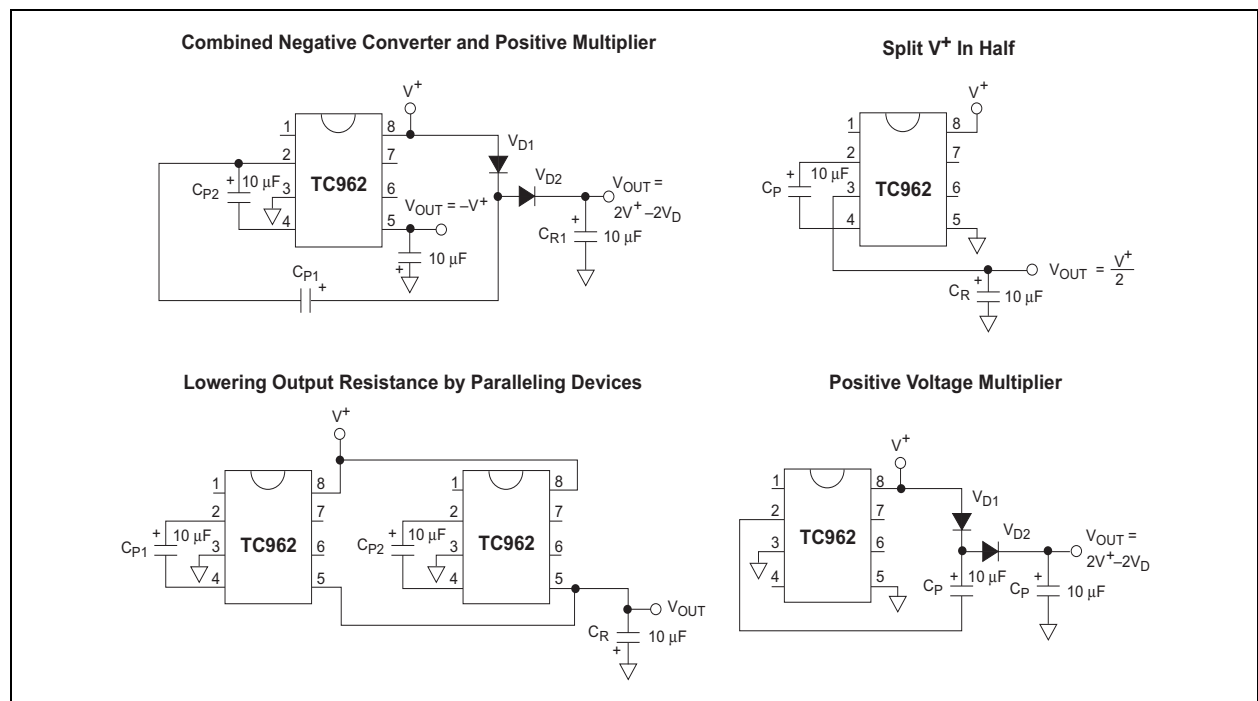 Combined Negative Converter and Positive Multiplier
V+
1
2
3
4
8
7
6
5
TC962
CP2
+
10 µF
VD1
VD2
VOUT = –V+
+
10 µF
VOUT =
2V+–2VD
CR1
+
10 µF
CP1
+
Split V+ In Half
V+
1
2
3
4
8
7
6
5
TC962
CP
+
10 µF
VOUT = V+
2
CR
+
10 µF
Lowering Output Resistance by Paralleling Devices
V+
1
2
3
4
8
7
6
5
TC962
CP1
+
10 µF
1
2
3
4
8
7
6
5
TC962
CP2
+
10 µF
VOUT
CR
+
10 µF
Positive Voltage Multiplier
V+
1
2
3
4
8
7
6
5
TC962
VD1
VD2
VOUT =
2V+–2VD
+
10 µF
CP
+
10 µF
CP